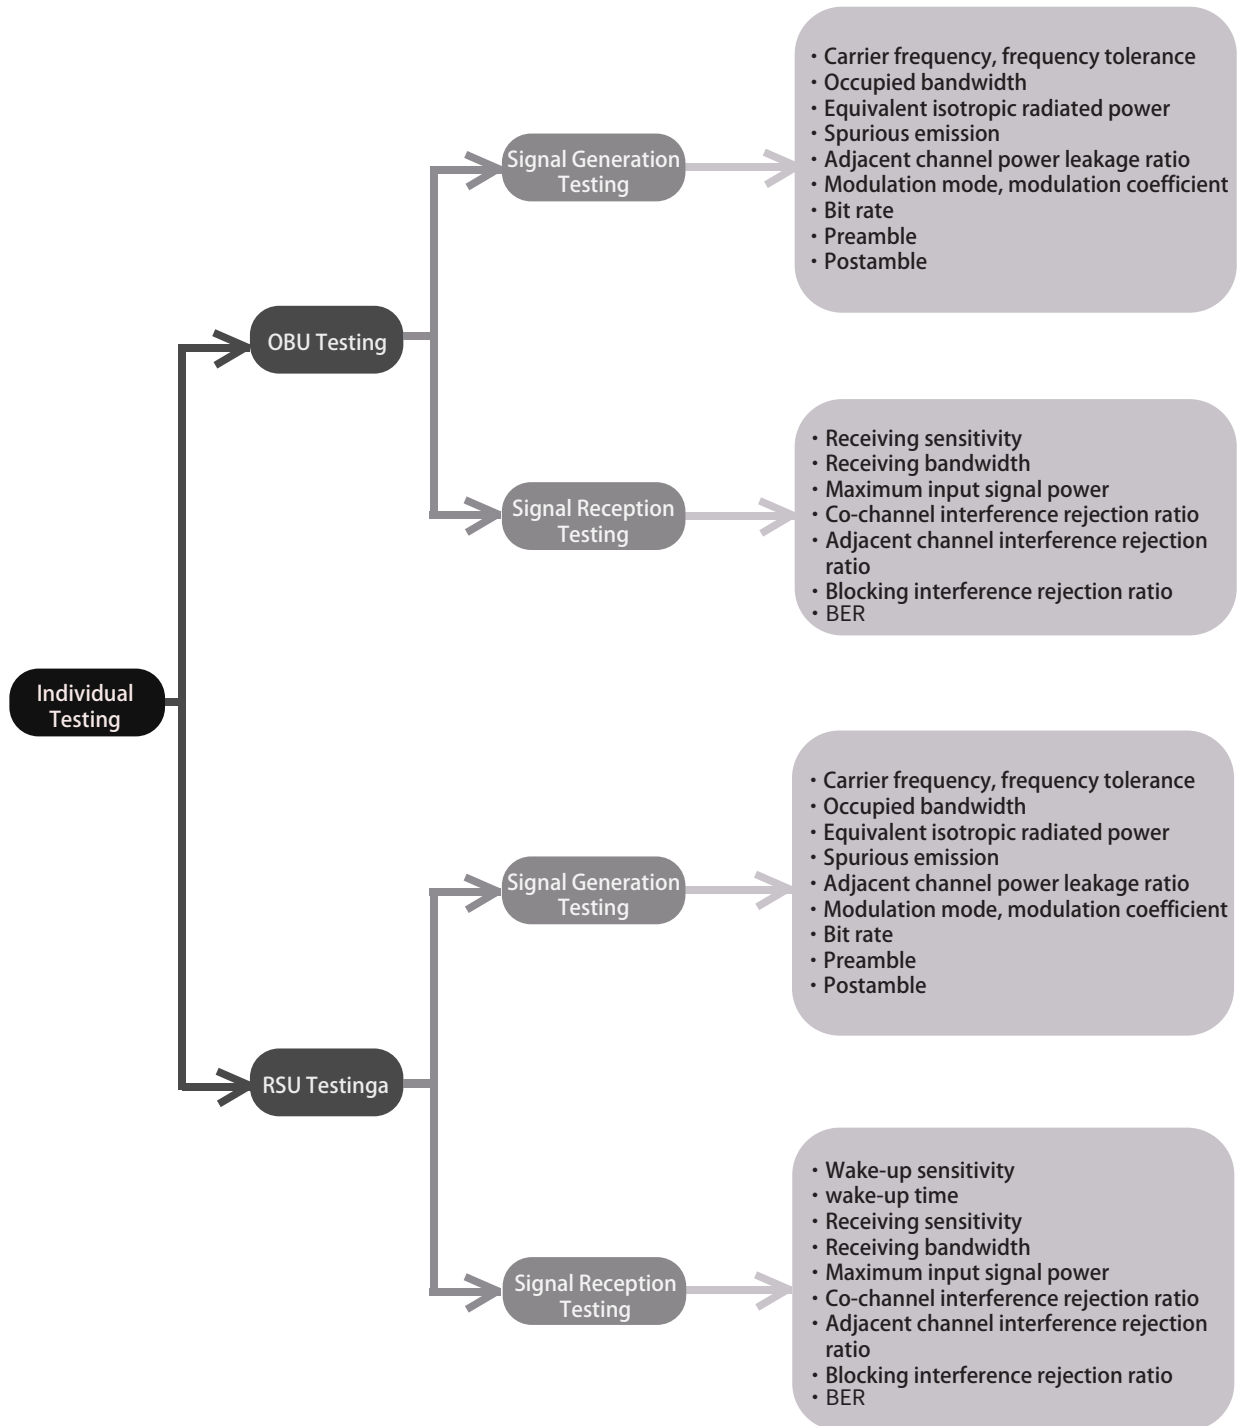 Individual
Testing
OBU Testing
Signal Generation
Testing
・Carrier frequency, frequency tolerance
・Occupied bandwidth
・Equivalent isotropic radiated power
・Spurious emission
・Adjacent channel power leakage ratio
・Modulation mode, modulation coefficient
・Bit rate
・Preamble
・Postamble
Signal Reception
Testing
・Receiving sensitivity
・Receiving bandwidth
・Maximum input signal power
・Co-channel interference rejection ratio
・Adjacent channel interference rejection
ratio
・Blocking interference rejection ratio
・BER
RSU Testinga
Signal Generation
Testing
・Carrier frequency, frequency tolerance
・Occupied bandwidth
・Equivalent isotropic radiated power
・Spurious emission
・Adjacent channel power leakage ratio
・Modulation mode, modulation coefficient
・Bit rate
・Preamble
・Postamble
Signal Reception
Testing
・Wake-up sensitivity
・wake-up time
・Receiving sensitivity
・Receiving bandwidth
・Maximum input signal power
・Co-channel interference rejection ratio
・Adjacent channel interference rejection
ratio
・Blocking interference rejection ratio
・BER